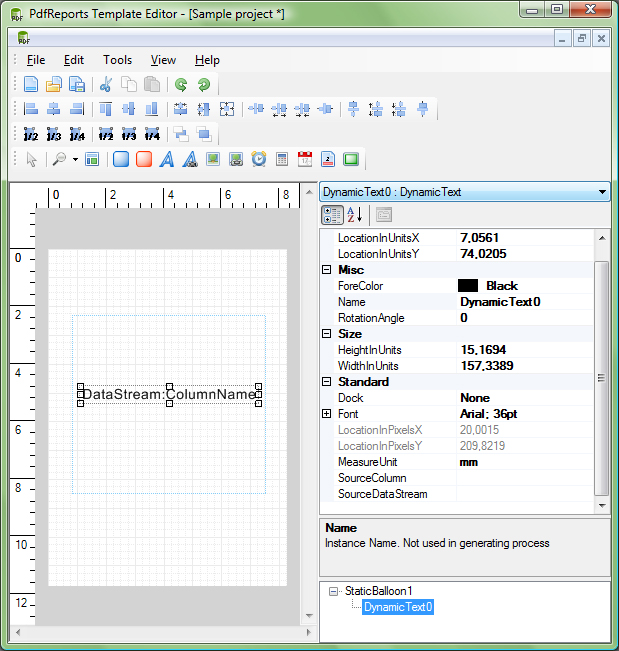 PDF PdfReports Template Editor - [Sample project *]
PDF
File Edit Tools View Help
1/2 1/3 1/4 1/2 1/3 1/4
A A
0 2 4 6 8
0
2
4
6
8
10
12
DataStream:ColumnName
DynamicText0 : DynamicText
A Z
LocationInUnitsX 7,0561
LocationInUnitsY 74,0205
Misc
ForeColor Black
Name DynamicText0
RotationAngle 0
Size
HeightInUnits 15,1694
WidthInUnits 157,3389
Standard
Dock None
Font Arial; 36pt
LocationInPixelsX 20,0015
LocationInPixelsY 209,8219
MeasureUnit mm
SourceColumn
SourceDataStream
Name
Instance Name. Not used in generating process
StaticBalloon1
DynamicText0